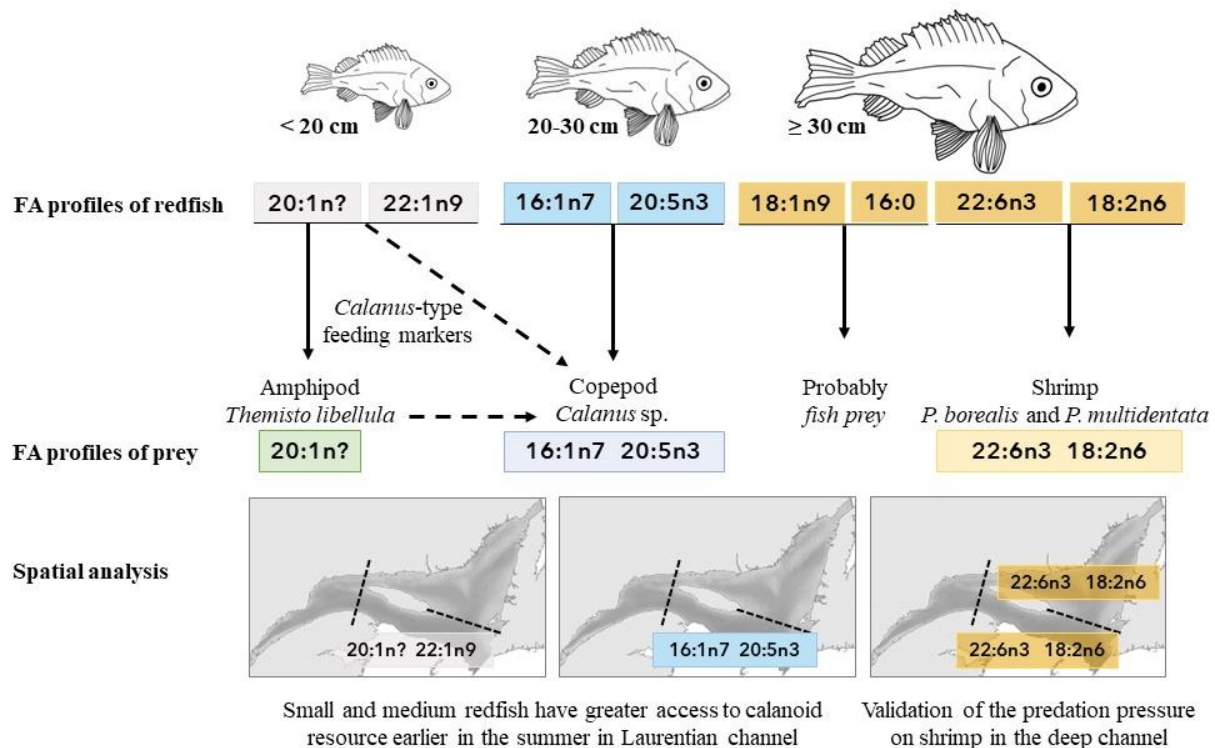 < 20 cm
20-30 cm
≥ 30 cm
FA profiles of redfish
20:1n? 22:1n9 16:1n7 20:5n3 18:1n9 16:0 22:6n3 18:2n6
Calanus-type
feeding markers
Amphipod
Themisto libellula
Copepod
Calanus sp.
Probably
fish prey
Shrimp
P. borealis and P. multidentata
FA profiles of prey
20:1n?
16:1n7 20:5n3
22:6n3 18:2n6
Spatial analysis
20:1n? 22:1n9
16:1n7 20:5n3
22:6n3 18:2n6
22:6n3 18:2n6
Small and medium redfish have greater access to calanoid
resource earlier in the summer in Laurentian channel
Validation of the predation pressure
on shrimp in the deep channel